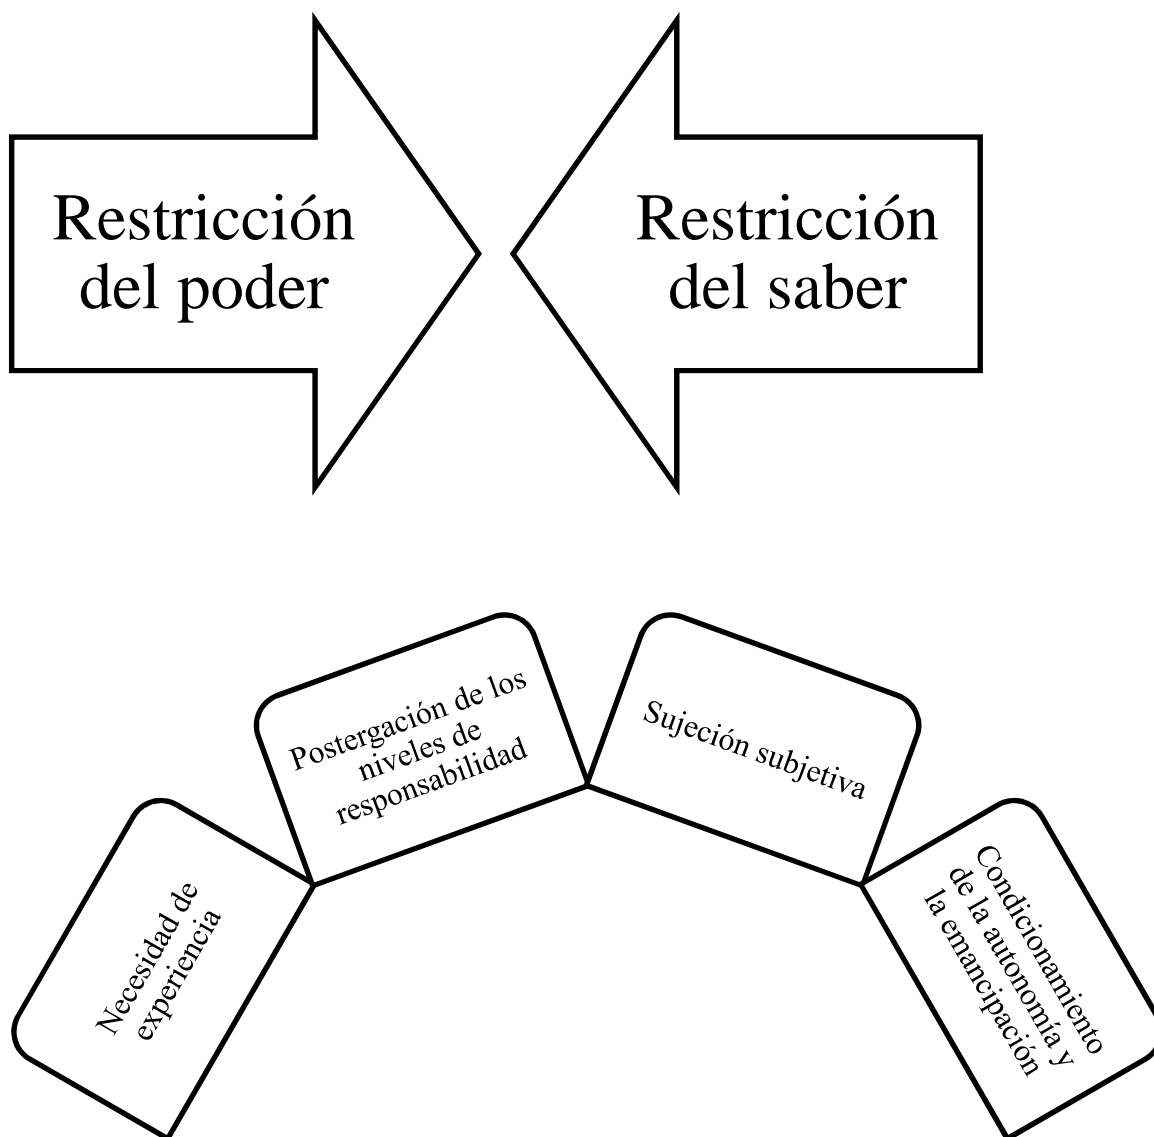 Restricción
del poder
Restricción
del saber
Necesidad de
experiencia
Postergación de los
niveles de
responsabilidad
Sujeción subjetiva
Condicionamiento
de la autonomía y
la emancipación